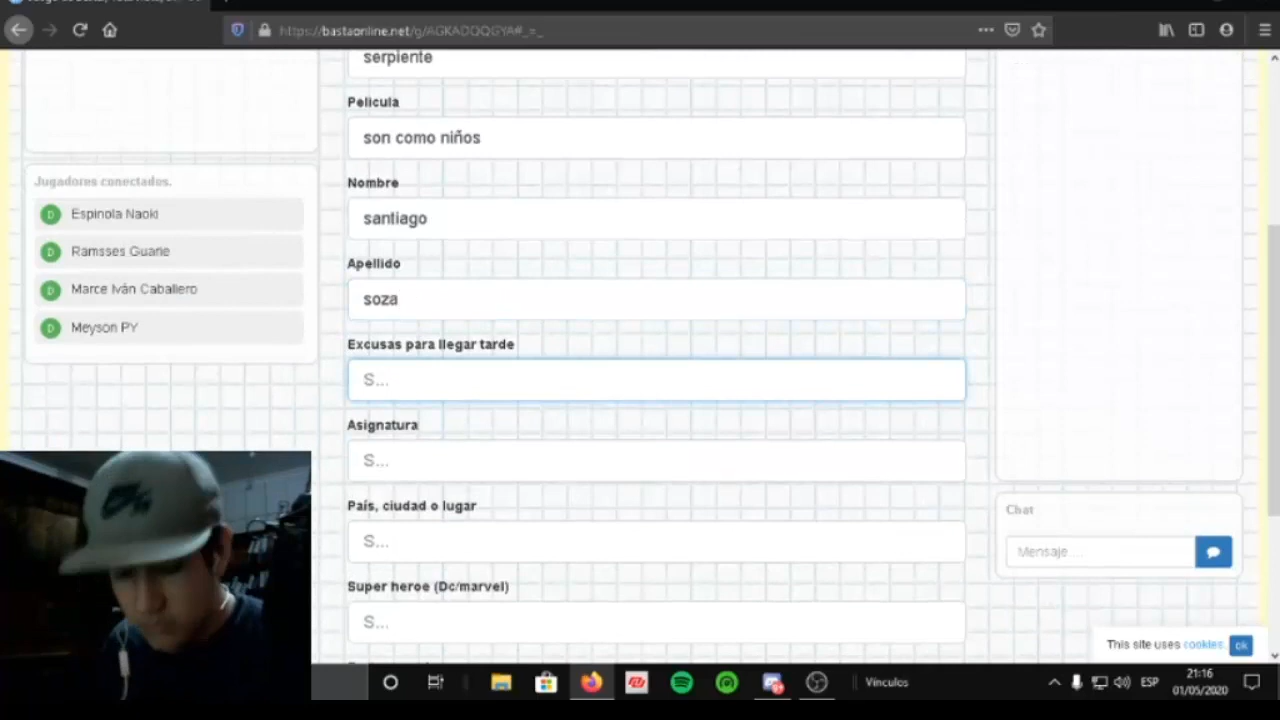 https://bastaonline.net/g/AGKADOQGYA#_=_
serpiente
Pelicula
son como niños
Jugadores conectados.
Nombre
D Espinola Naoki
santiago
D Ramsses Guarie
Apellido
D Marce Iván Caballero
soza
D Meyson PY
Excusas para llegar tarde
S...
Asignatura
S...
País, ciudad o lugar
Chat
S...
Mensaje....
Super heroe (Dc/marvel)
S...
This site uses cookies. ok
Vínculos
ESP
21:16
01/05/2020